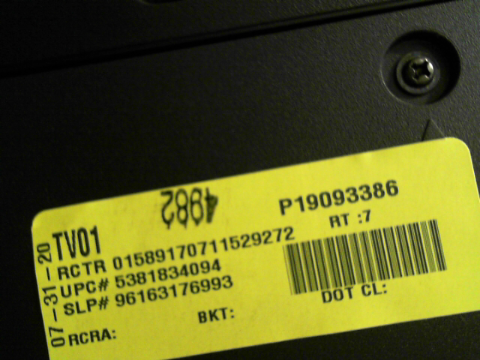 4982
P19093386
RT :7
07-31-20
TV01
RCTR 01589170711529272
UPC# 5381834094
SLP# 96163176993
RCRA:
BKT:
DOT CL: